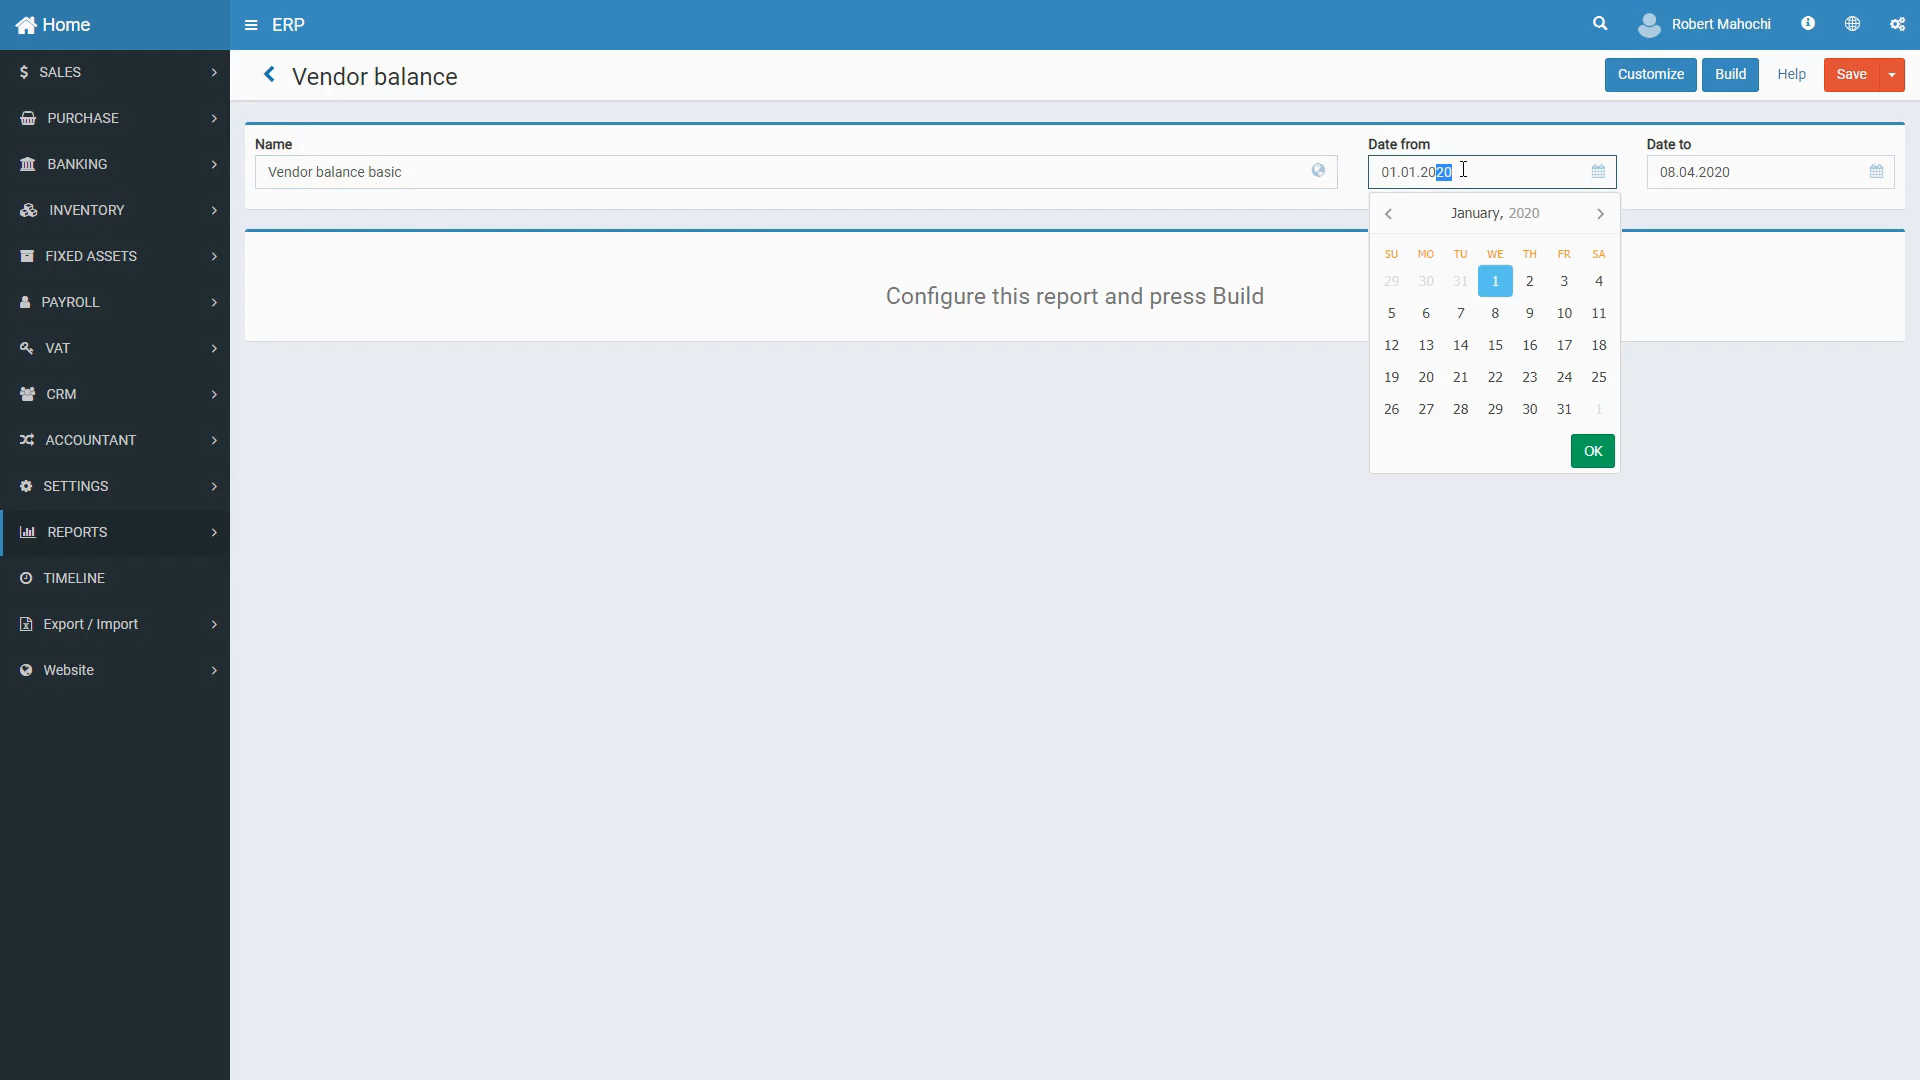 Home
ERP
Robert Mahochi
SALES
PURCHASE
BANKING
INVENTORY
FIXED ASSETS
PAYROLL
VAT
CRM
ACCOUNTANT
SETTINGS
REPORTS
TIMELINE
Export / Import
Website
Vendor balance
Customize
Build
Help
Save
Name
Vendor balance basic
Date from
01.01.2020
Date to
08.04.2020
January, 2020
SU MO TU WE TH FR SA
29 30 31 1 2 3 4
5 6 7 8 9 10 11
12 13 14 15 16 17 18
19 20 21 22 23 24 25
26 27 28 29 30 31 1
OK
Configure this report and press Build